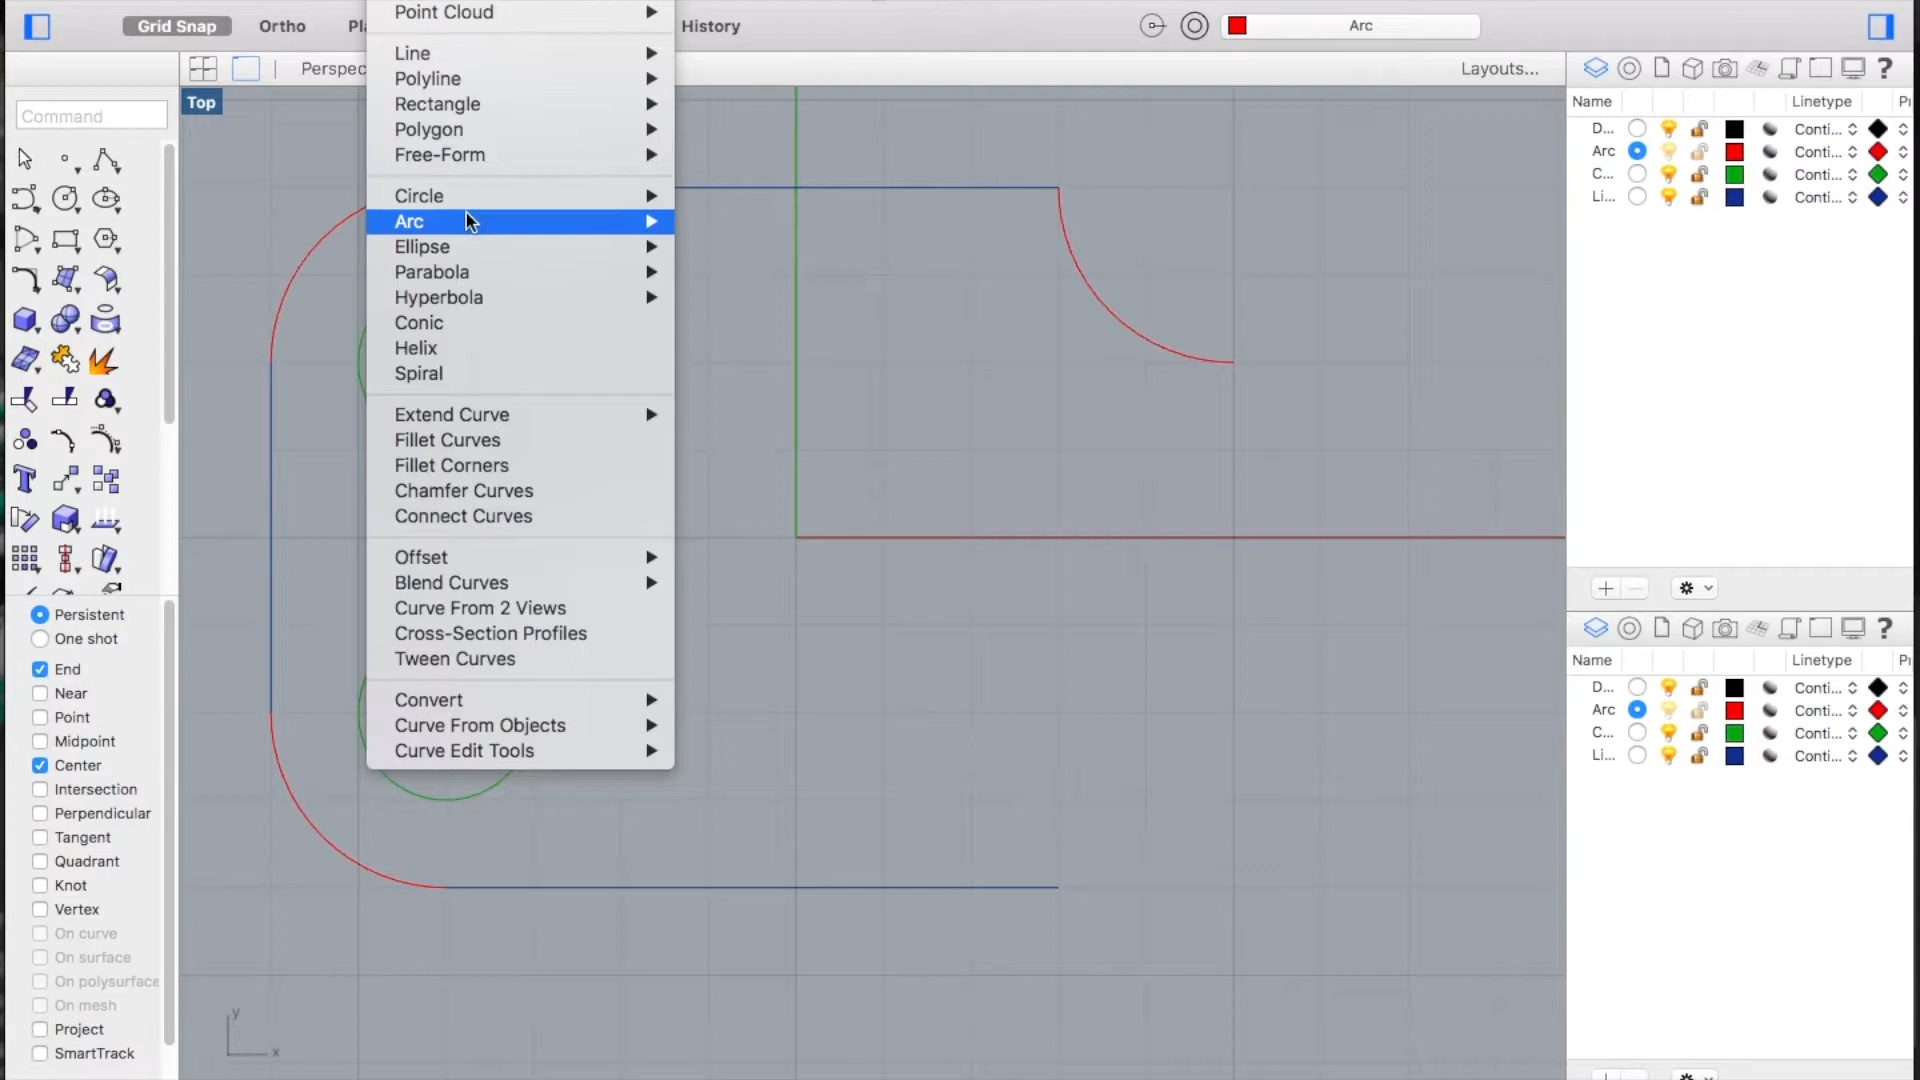 Grid Snap Ortho Pl History Arc
Perspec Layouts...
Top
Command
Point Cloud
Line
Polyline
Rectangle
Polygon
Free-Form
Circle
Arc
Ellipse
Parabola
Hyperbola
Conic
Helix
Spiral
Extend Curve
Fillet Curves
Fillet Corners
Chamfer Curves
Connect Curves
Offset
Blend Curves
Curve From 2 Views
Cross-Section Profiles
Tween Curves
Convert
Curve From Objects
Curve Edit Tools
Persistent
One shot
End
Near
Point
Midpoint
Center
Intersection
Perpendicular
Tangent
Quadrant
Knot
Vertex
On curve
On surface
On polysurface
On mesh
Project
SmartTrack
y
x
Name Linetype Pr
D... Conti...
Arc Conti...
C... Conti...
Li... Conti...
Name Linetype Pr
D... Conti...
Arc Conti...
C... Conti...
Li... Conti...